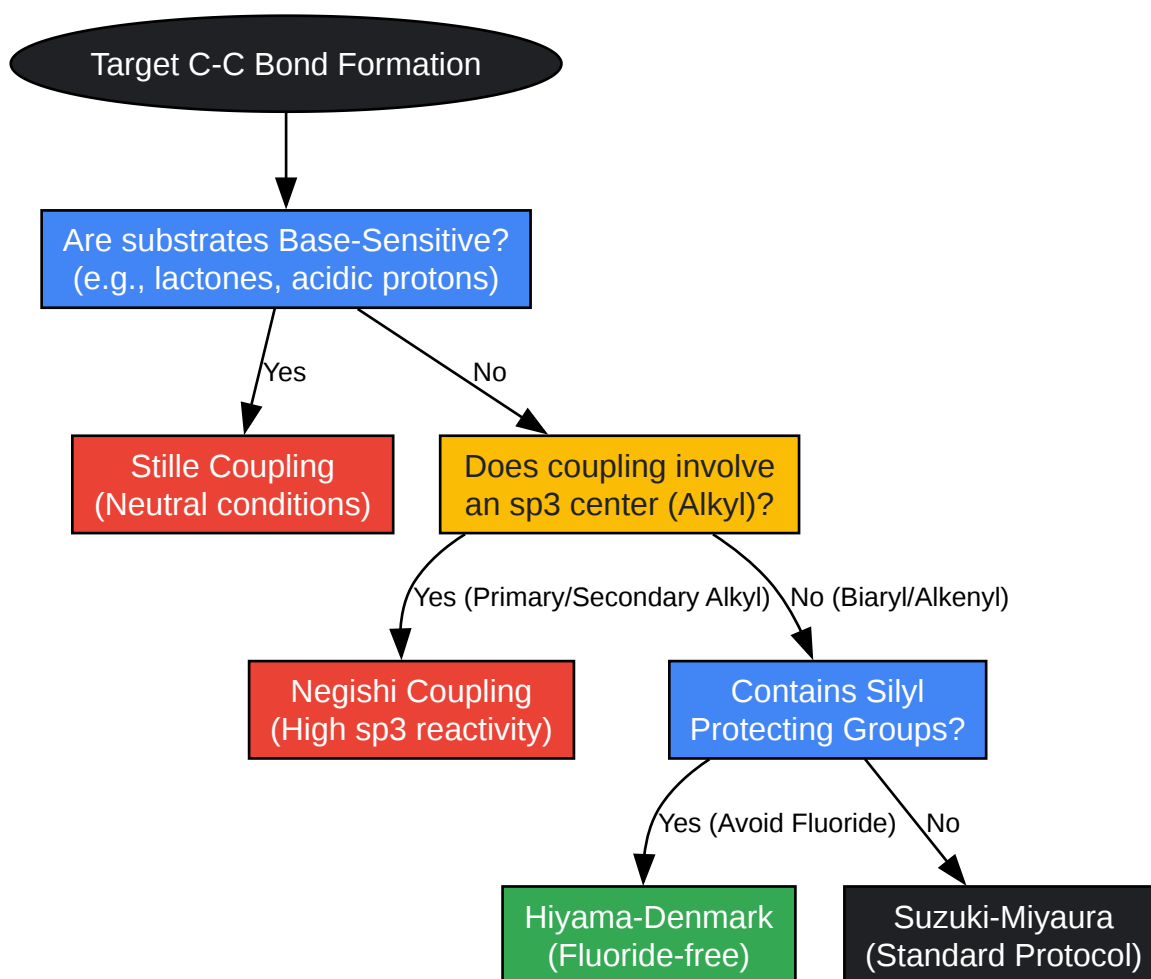 Target C-C Bond Formation
Are substrates Base-Sensitive?
(e.g., lactones, acidic protons)
Yes
No
Stille Coupling
(Neutral conditions)
Does coupling involve
an sp3 center (Alkyl)?
Yes (Primary/Secondary Alkyl)
No (Biaryl/Alkenyl)
Negishi Coupling
(High sp3 reactivity)
Contains Silyl
Protecting Groups?
Yes (Avoid Fluoride)
No
Hiyama-Denmark
(Fluoride-free)
Suzuki-Miyaura
(Standard Protocol)